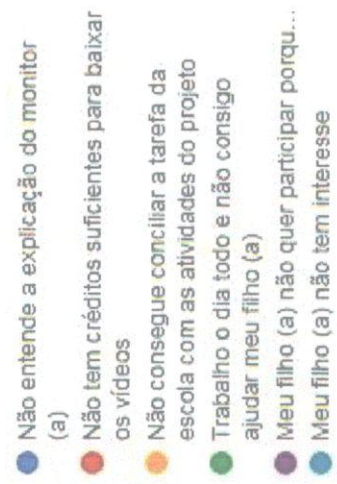 Não entende a explicação do monitor
(a)
Não tem créditos suficientes para baixar
os vídeos
Não consegue conciliar a tarefa da
escola com as atividades do projeto
Trabalho o dia todo e não consigo
ajudar meu filho (a)
Meu filho (a) não quer participar porqu...
Meu filho (a) não tem interesse